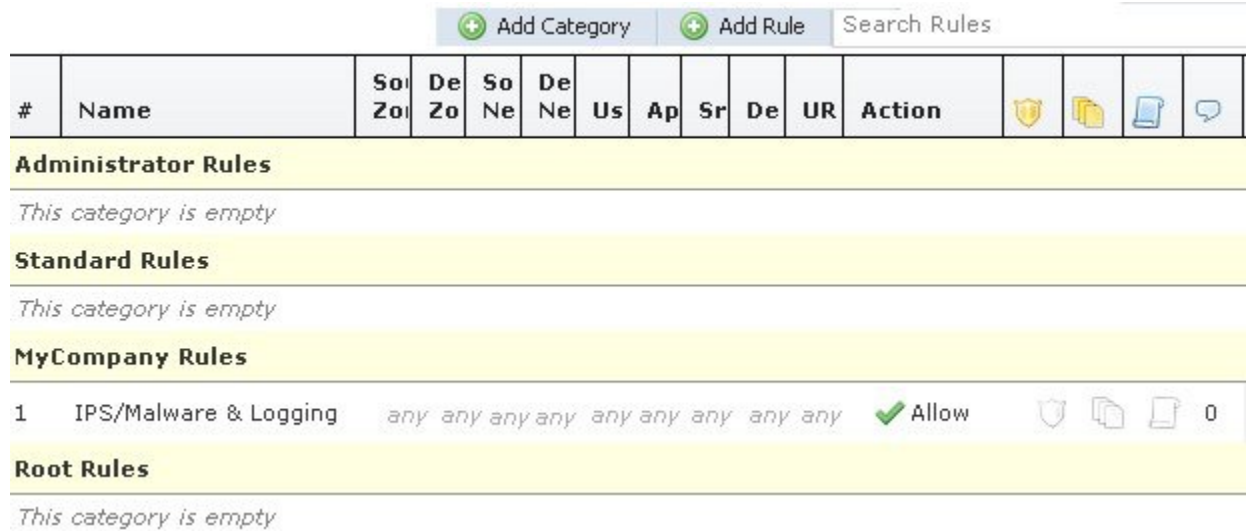 Add Category Add Rule Search Rules
# Name Sou Zon De Zo So Ne De Ne Us Ap Sr De UR Action
Administrator Rules
This category is empty
Standard Rules
This category is empty
MyCompany Rules
1 IPS/Malware & Logging any any any any any any any any any Allow 0
Root Rules
This category is empty